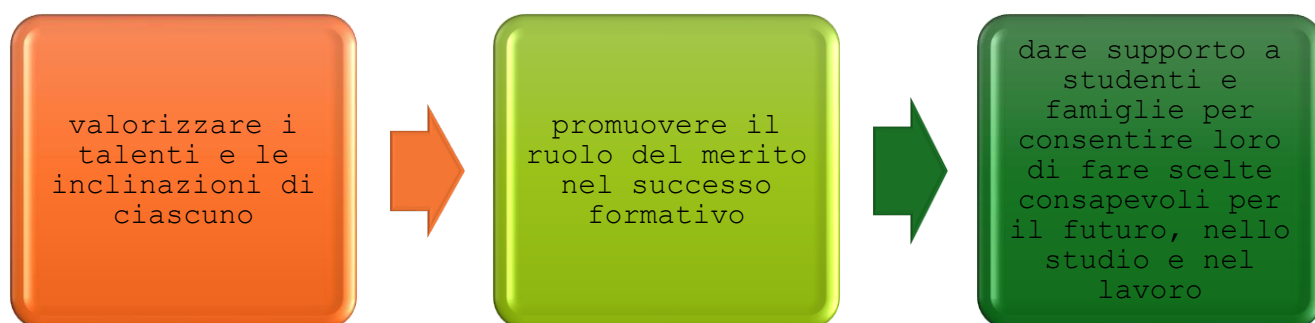 valorizzare i
talenti e le
inclinazioni di
ciascuno
promuovere il
ruolo del merito
nel successo
formativo
dare supporto a
studenti e
famiglie per
consentire loro
di fare scelte
consapevoli per
il futuro, nello
studio e nel
lavoro